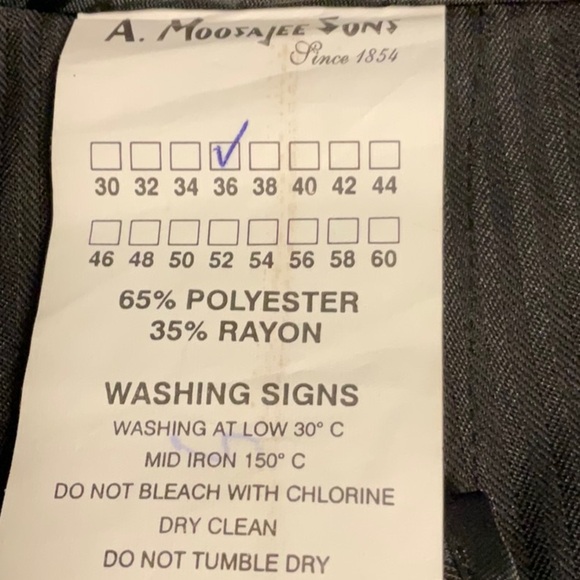 A. Moosajee Sons
Since 1854
30 32 34 36 38 40 42 44
46 48 50 52 54 56 58 60
65% POLYESTER
35% RAYON
WASHING SIGNS
WASHING AT LOW 30° C
MID IRON 150° C
DO NOT BLEACH WITH CHLORINE
DRY CLEAN
DO NOT TUMBLE DRY